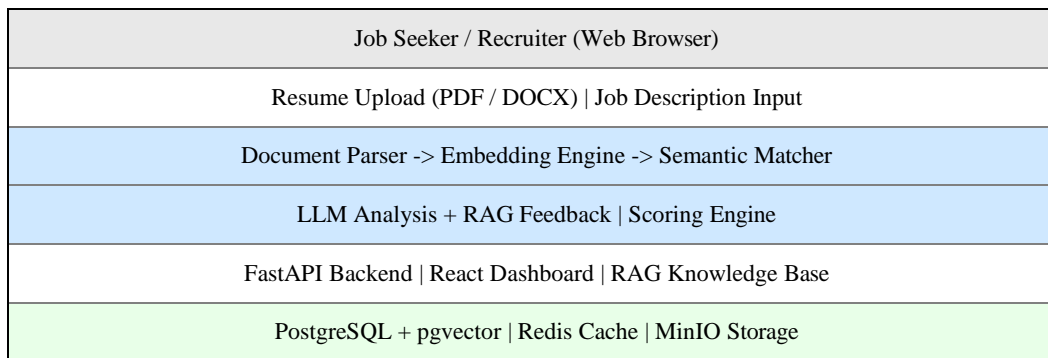 Job Seeker / Recruiter (Web Browser)
Resume Upload (PDF / DOCX) | Job Description Input
Document Parser -> Embedding Engine -> Semantic Matcher
LLM Analysis + RAG Feedback | Scoring Engine
FastAPI Backend | React Dashboard | RAG Knowledge Base
PostgreSQL + pgvector | Redis Cache | MinIO Storage